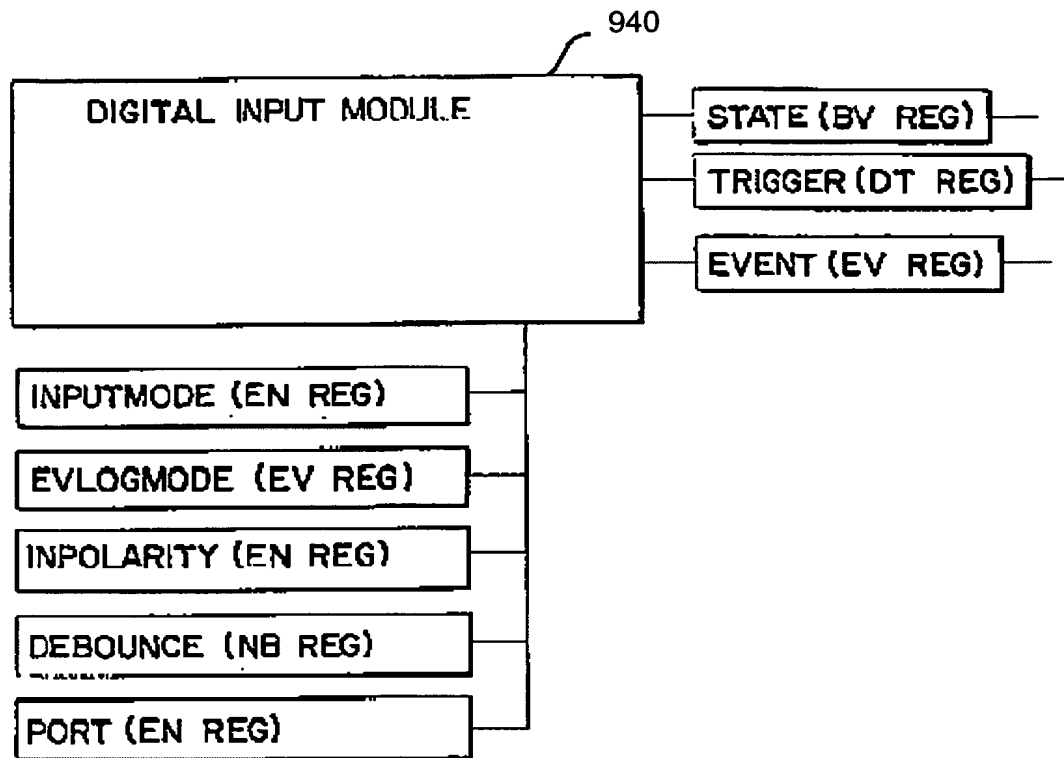 940
DIGITAL INPUT MODULE
STATE (BV REG)
TRIGGER (DT REG)
EVENT (EV REG)
INPUTMODE (EN REG)
EVLOGMODE (EV REG)
INPOLARITY (EN REG)
DEBOUNCE (NB REG)
PORT (EN REG)